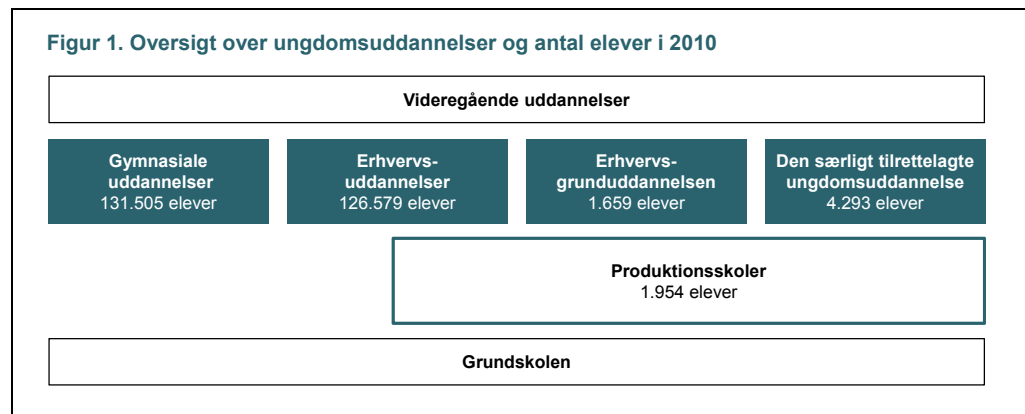 Figur 1. Oversigt over ungdomsuddannelser og antal elever i 2010
Videregående uddannelser
Gymnasiale
uddannelser
131.505 elever
Erhvervs-
uddannelser
126.579 elever
Erhvervs-
grunduddannelsen
1.659 elever
Den særligt tilrettelagte
ungdomsuddannelse
4.293 elever
Produktionsskoler
1.954 elever
Grundskolen